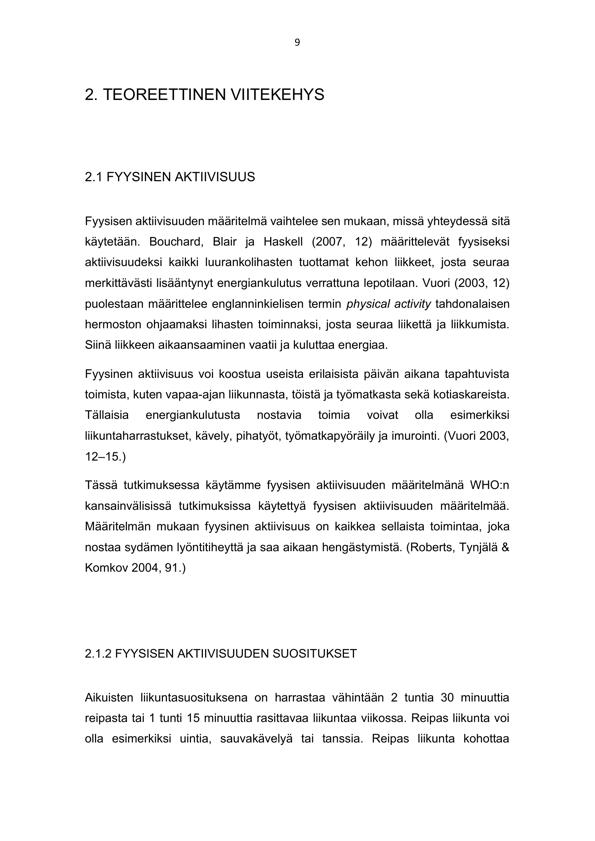 9
2. TEOREETTINEN VIITEKEHYS
2.1 FYYSINEN AKTIIVISUUS
Fyysisen aktiivisuuden määritelmä vaihtelee sen mukaan, missä yhteydessä sitä
käytetään. Bouchard, Blair ja Haskell (2007, 12) määrittelevät fyysiseksi
aktiivisuudeksi kaikki luurankolihasten tuottamat kehon liikkeet, josta seuraa
merkittävästi lisääntynyt energiankulutus verrattuna lepotilaan. Vuori (2003, 12)
puolestaan määrittelee englanninkielisen termin physical activity tahdonalaisen
hermoston ohjaamaksi lihasten toiminnaksi, josta seuraa liikettä ja liikkumista.
Siinä liikkeen aikaansaaminen vaatii ja kuluttaa energiaa.
Fyysinen aktiivisuus voi koostua useista erilaisista päivän aikana tapahtuvista
toimista, kuten vapaa-ajan liikunnasta, töistä ja työmatkasta sekä kotiaskareista.
Tällaisia energiankulutusta nostavia toimia voivat olla esimerkiksi
liikuntaharrastukset, kävely, pihatyöt, työmatkapyöräily ja imurointi. (Vuori 2003,
12–15.)
Tässä tutkimuksessa käytämme fyysisen aktiivisuuden määritelmänä WHO:n
kansainvälisissä tutkimuksissa käytettyä fyysisen aktiivisuuden määritelmää.
Määritelmän mukaan fyysinen aktiivisuus on kaikkea sellaista toimintaa, joka
nostaa sydämen lyöntitiheyttä ja saa aikaan hengästymistä. (Roberts, Tynjälä &
Komkov 2004, 91.)
2.1.2 FYYSISEN AKTIIVISUUDEN SUOSITUKSET
Aikuisten liikuntasuosituksena on harrastaa vähintään 2 tuntia 30 minuuttia
reipasta tai 1 tunti 15 minuuttia rasittavaa liikuntaa viikossa. Reipas liikunta voi
olla esimerkiksi uintia, sauvakävelyä tai tanssia. Reipas liikunta kohottaa